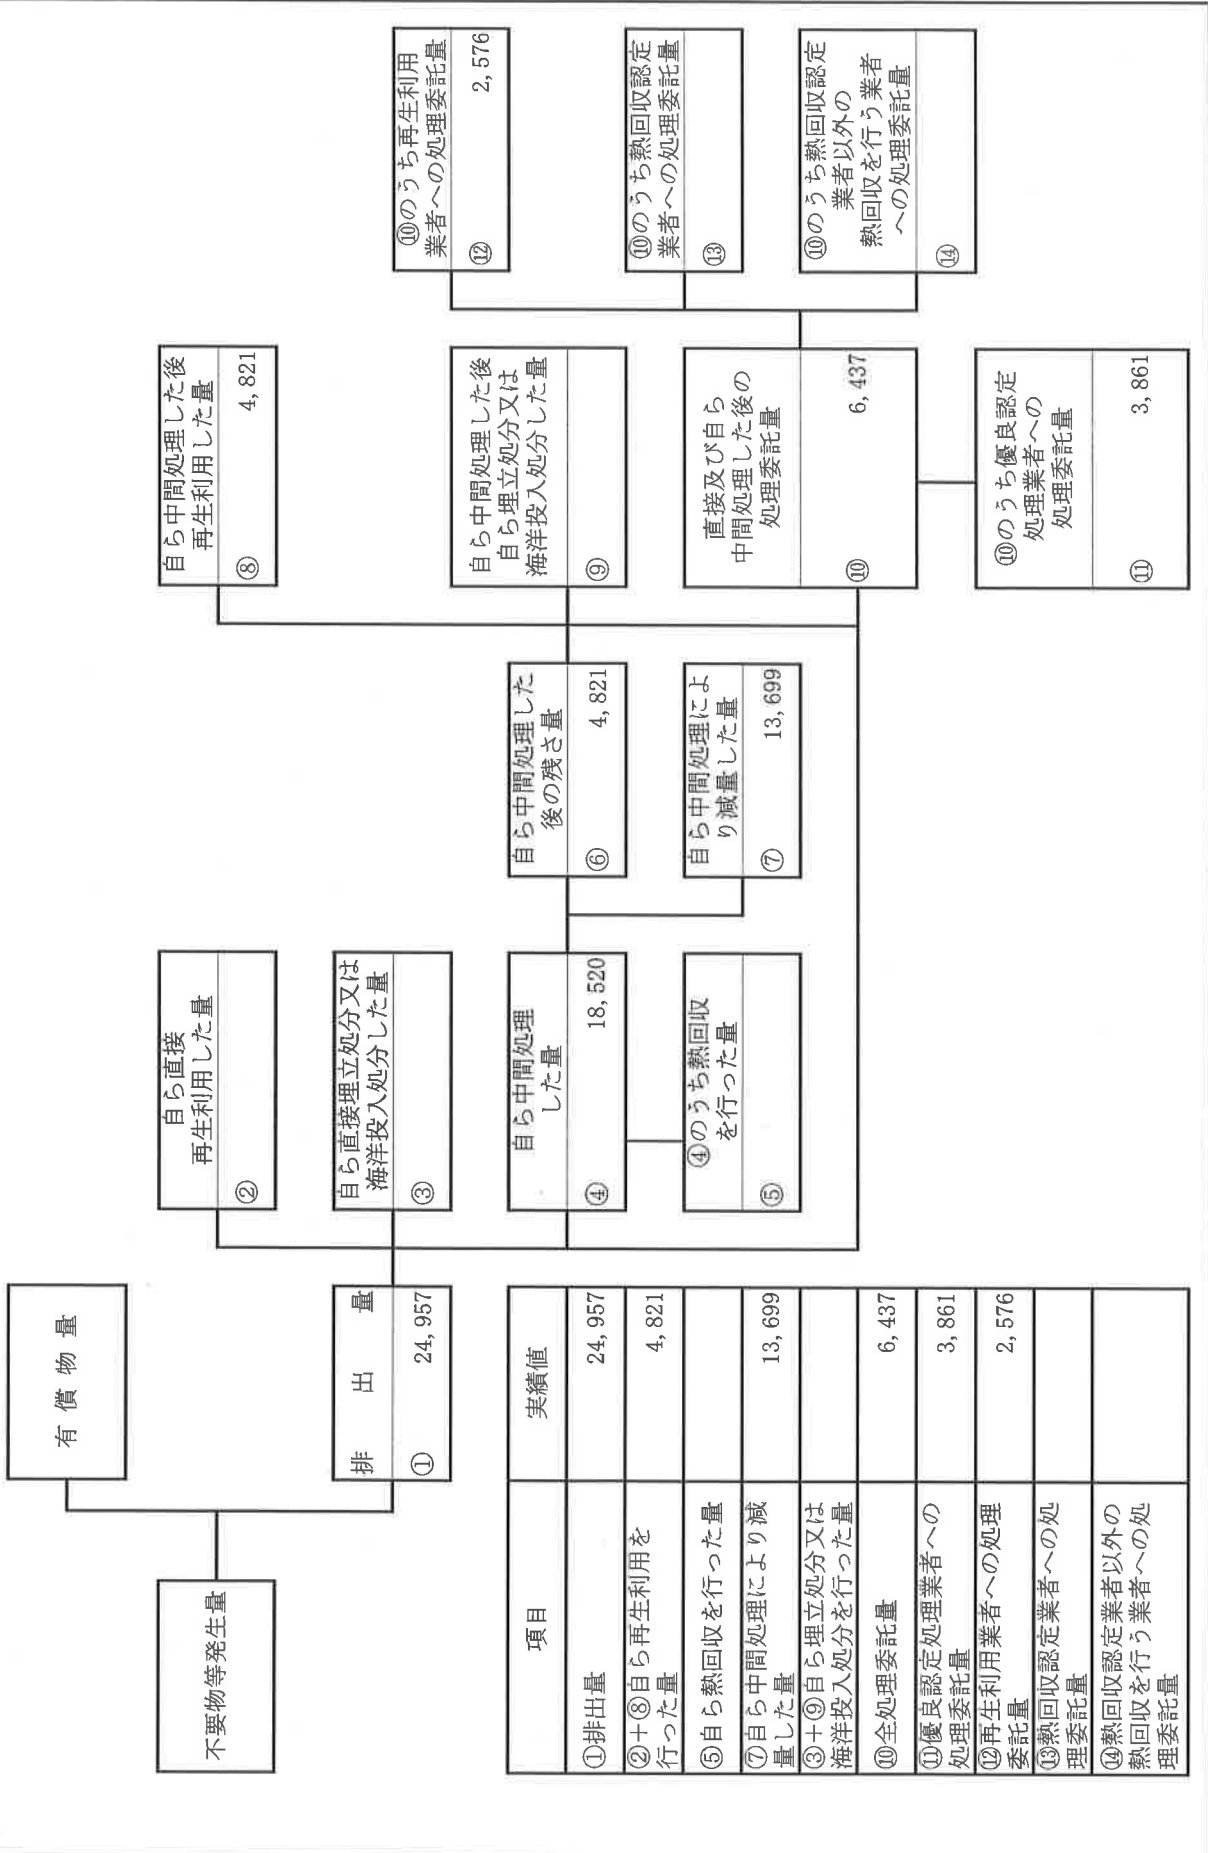 不要物等発生量
有償物量
排出量
① 24,957
自ら直接
再生利用した量
②
自ら直接埋立処分又は
海洋投入処分した量
③
自ら中間処理
した量
④ 18,520
④のうち熱回収
を行った量
⑤
自ら中間処理した
後の残さ量
⑥ 4,821
自ら中間処理によ
り減量した量
⑦ 13,699
自ら中間処理した後
再生利用した量
⑧ 4,821
自ら中間処理した後
自ら埋立処分又は
海洋投入処分した量
⑨
直接及び自ら
中間処理した後の
処理委託量
⑩ 6,437
⑩のうち優良認定
処理業者への
処理委託量
⑪ 3,861
⑩のうち再生利用
業者への処理委託量
⑫ 2,576
⑩のうち熱回収認定
業者への処理委託量
⑬
⑩のうち熱回収認定
業者以外の
熱回収を行う業者
への処理委託量
⑭
項目 実績値
①排出量 24,957
②+⑧自ら再生利用を
行った量 4,821
⑤自ら熱回収を行った量
⑦自ら中間処理により減
量した量 13,699
③+⑨自ら埋立処分又は
海洋投入処分を行った量
⑩全処理委託量 6,437
⑪優良認定処理業者への
処理委託量 3,861
⑫再生利用業者への処理
委託量 2,576
⑬熱回収認定業者への処
理委託量
⑭熱回収認定業者以外の
熱回収を行う業者への処
理委託量